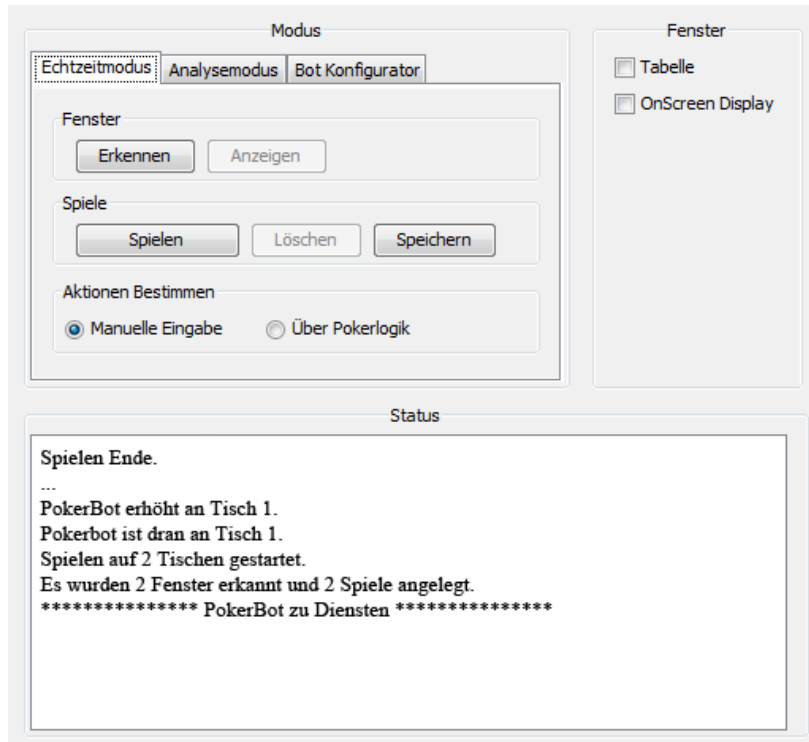 Modus
Echtzeitmodus Analysemodus Bot Konfigurator
Fenster
Erkennen Anzeigen
Spiele
Spielen Löschen Speichern
Aktionen Bestimmen
Manuelle Eingabe Über Pokerlogik
Fenster
Tabelle
OnScreen Display
Status
Spielen Ende.
...
PokerBot erhöht an Tisch 1.
Pokerbot ist dran an Tisch 1.
Spielen auf 2 Tischen gestartet.
Es wurden 2 Fenster erkannt und 2 Spiele angelegt.
*************** PokerBot zu Diensten ***************